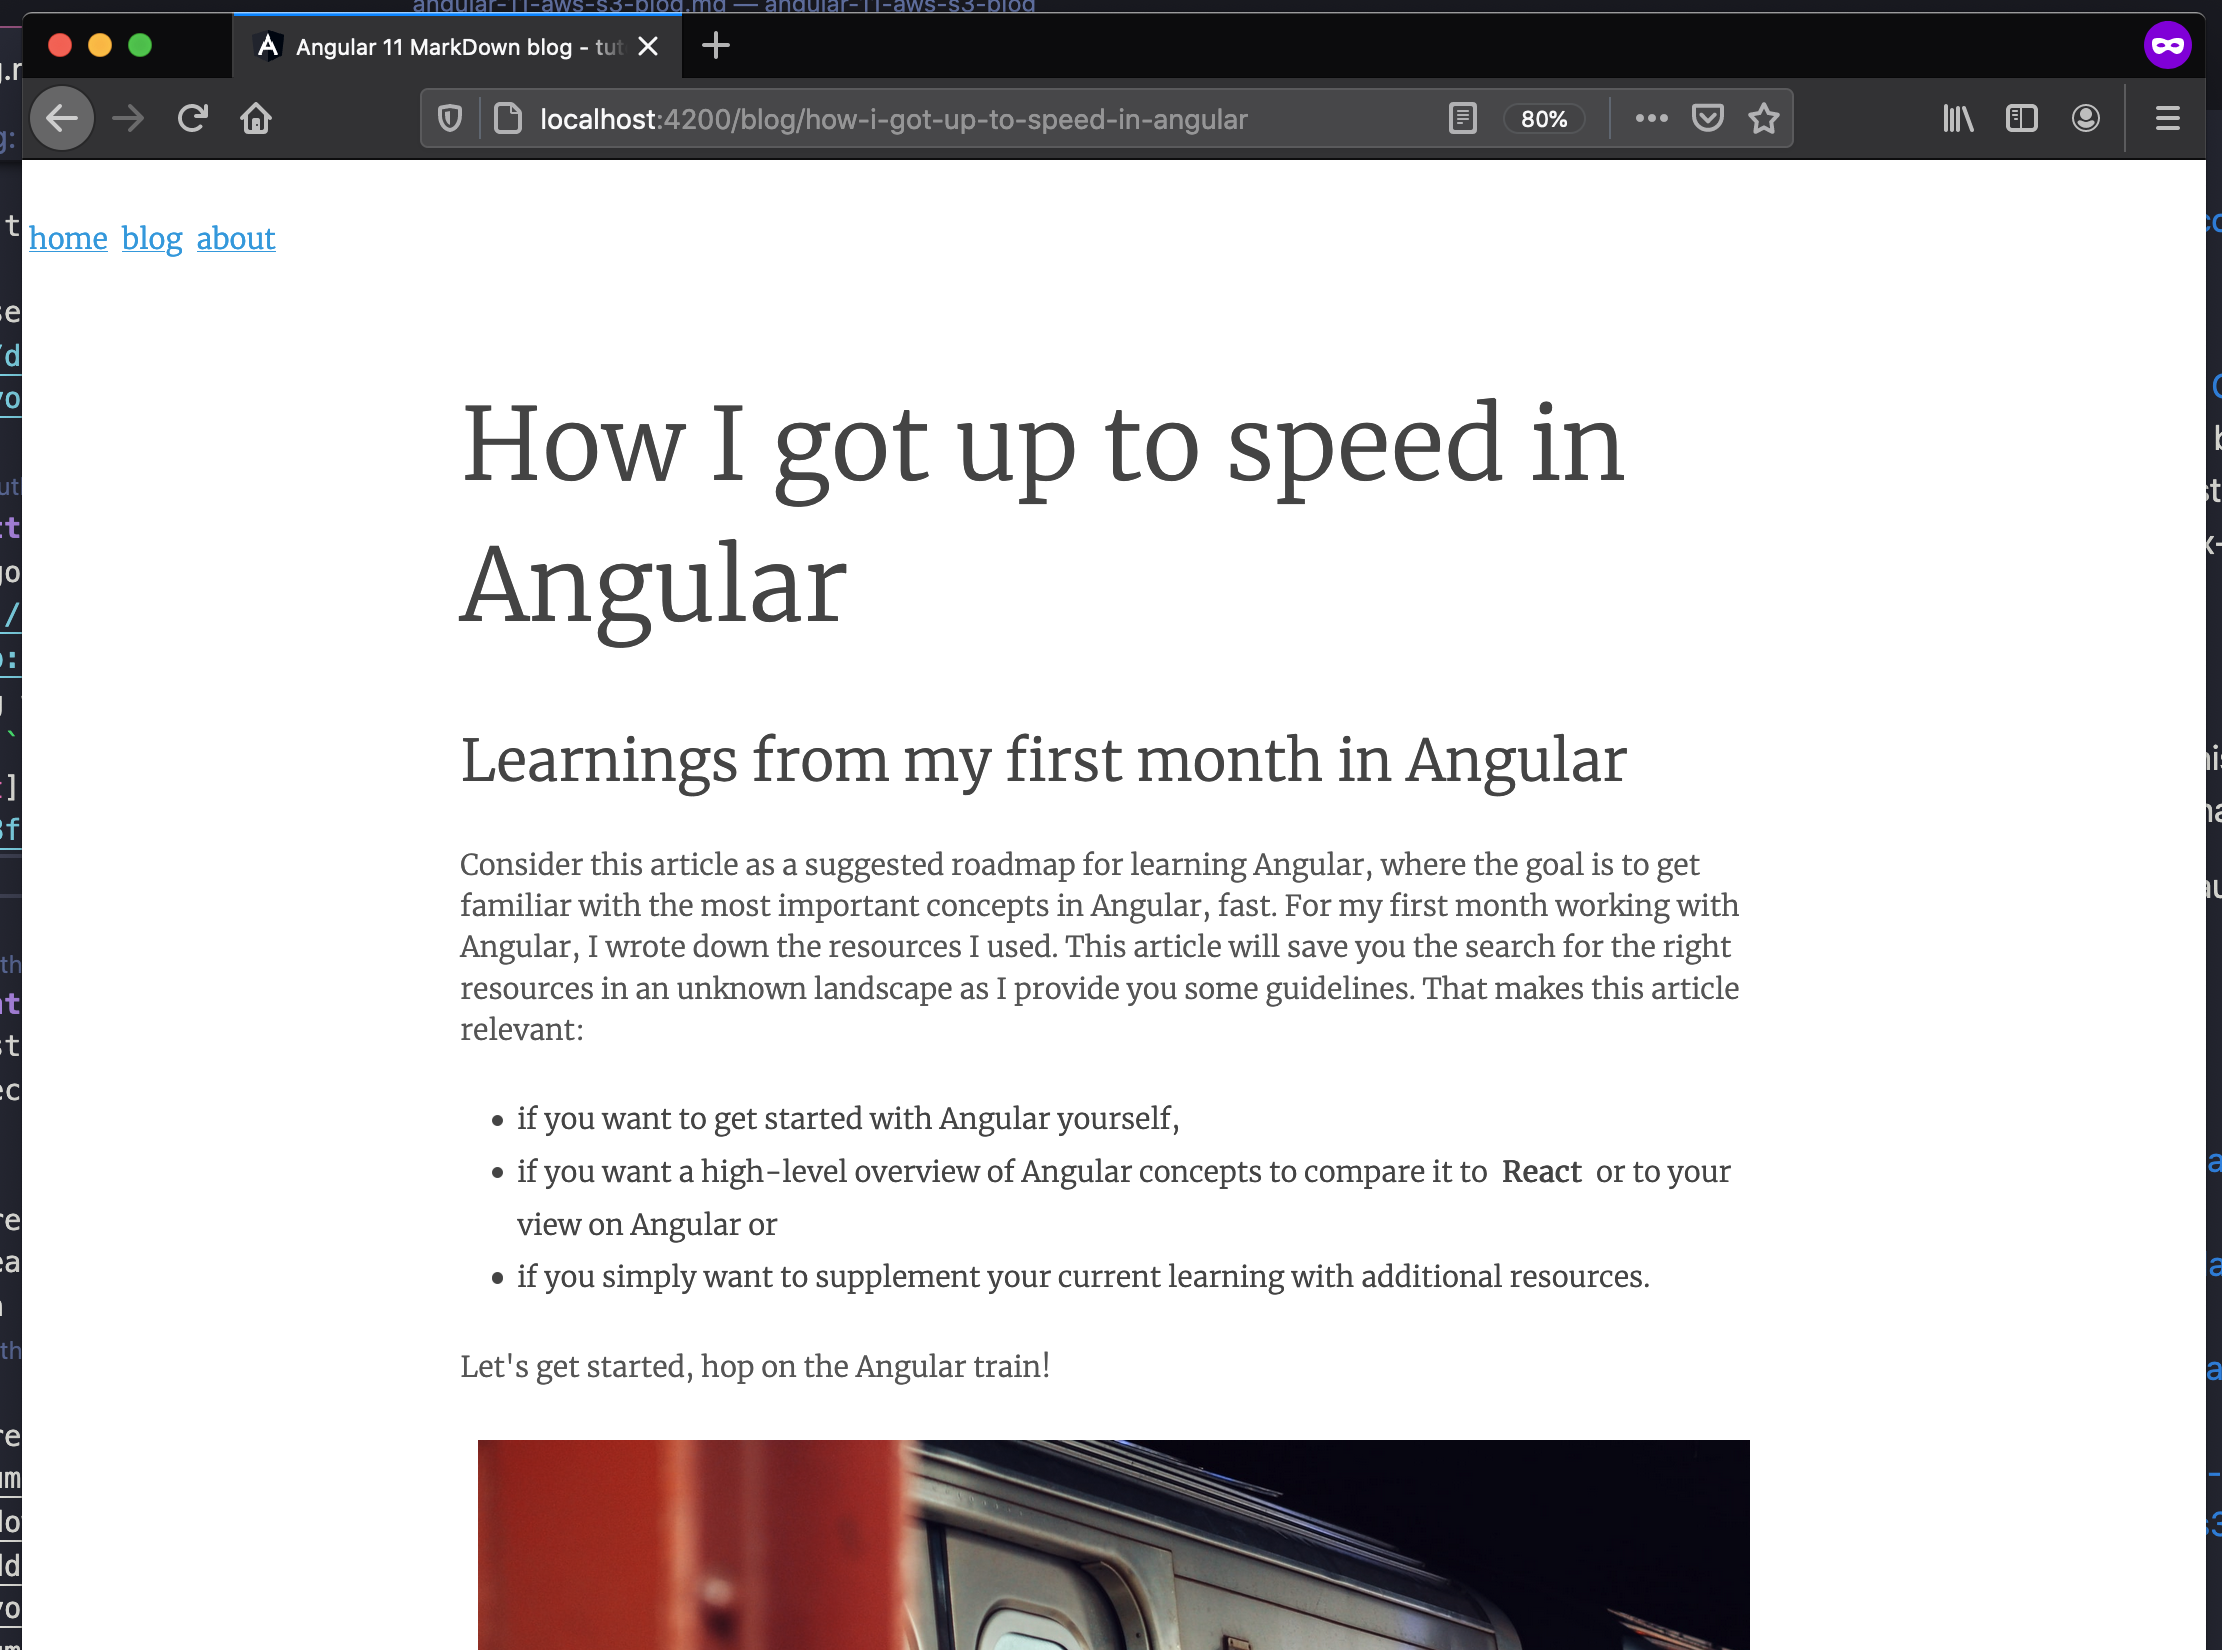 angular-11-aws-s3-blog.md — angular-11-aws-s3-blog
Angular 11 MarkDown blog - tut
localhost:4200/blog/how-i-got-up-to-speed-in-angular
80%
home blog about
How I got up to speed in
Angular
Learnings from my first month in Angular
Consider this article as a suggested roadmap for learning Angular, where the goal is to get
familiar with the most important concepts in Angular, fast. For my first month working with
Angular, I wrote down the resources I used. This article will save you the search for the right
resources in an unknown landscape as I provide you some guidelines. That makes this article
relevant:
• if you want to get started with Angular yourself,
• if you want a high-level overview of Angular concepts to compare it to React or to your
view on Angular or
• if you simply want to supplement your current learning with additional resources.
Let's get started, hop on the Angular train!